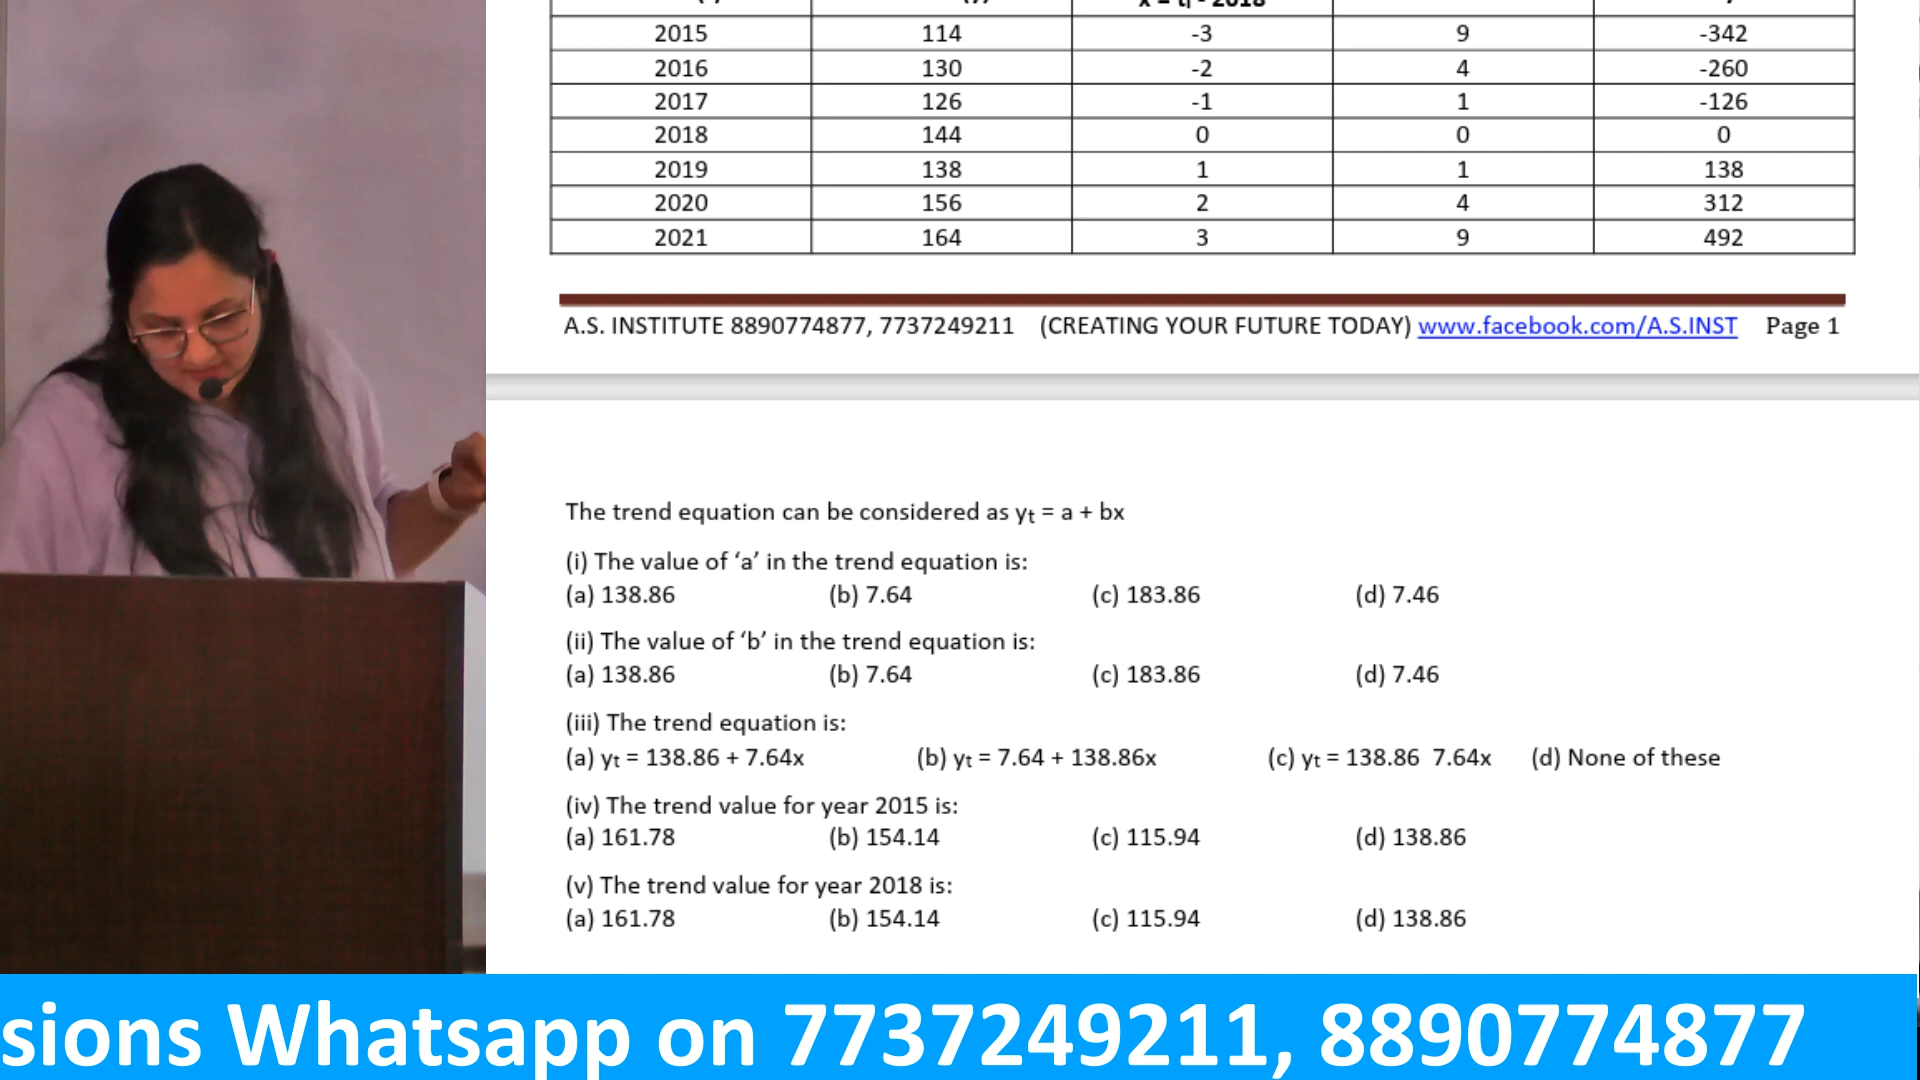 x = ti - 2018
2015 114 -3 9 -342
2016 130 -2 4 -260
2017 126 -1 1 -126
2018 144 0 0 0
2019 138 1 1 138
2020 156 2 4 312
2021 164 3 9 492
A.S. INSTITUTE 8890774877, 7737249211 (CREATING YOUR FUTURE TODAY) www.facebook.com/A.S.INST Page 1
The trend equation can be considered as yt = a + bx
(i) The value of ‘a’ in the trend equation is:
(a) 138.86 (b) 7.64 (c) 183.86 (d) 7.46
(ii) The value of ‘b’ in the trend equation is:
(a) 138.86 (b) 7.64 (c) 183.86 (d) 7.46
(iii) The trend equation is:
(a) yt = 138.86 + 7.64x (b) yt = 7.64 + 138.86x (c) yt = 138.86 7.64x (d) None of these
(iv) The trend value for year 2015 is:
(a) 161.78 (b) 154.14 (c) 115.94 (d) 138.86
(v) The trend value for year 2018 is:
(a) 161.78 (b) 154.14 (c) 115.94 (d) 138.86
sions Whatsapp on 7737249211, 8890774877